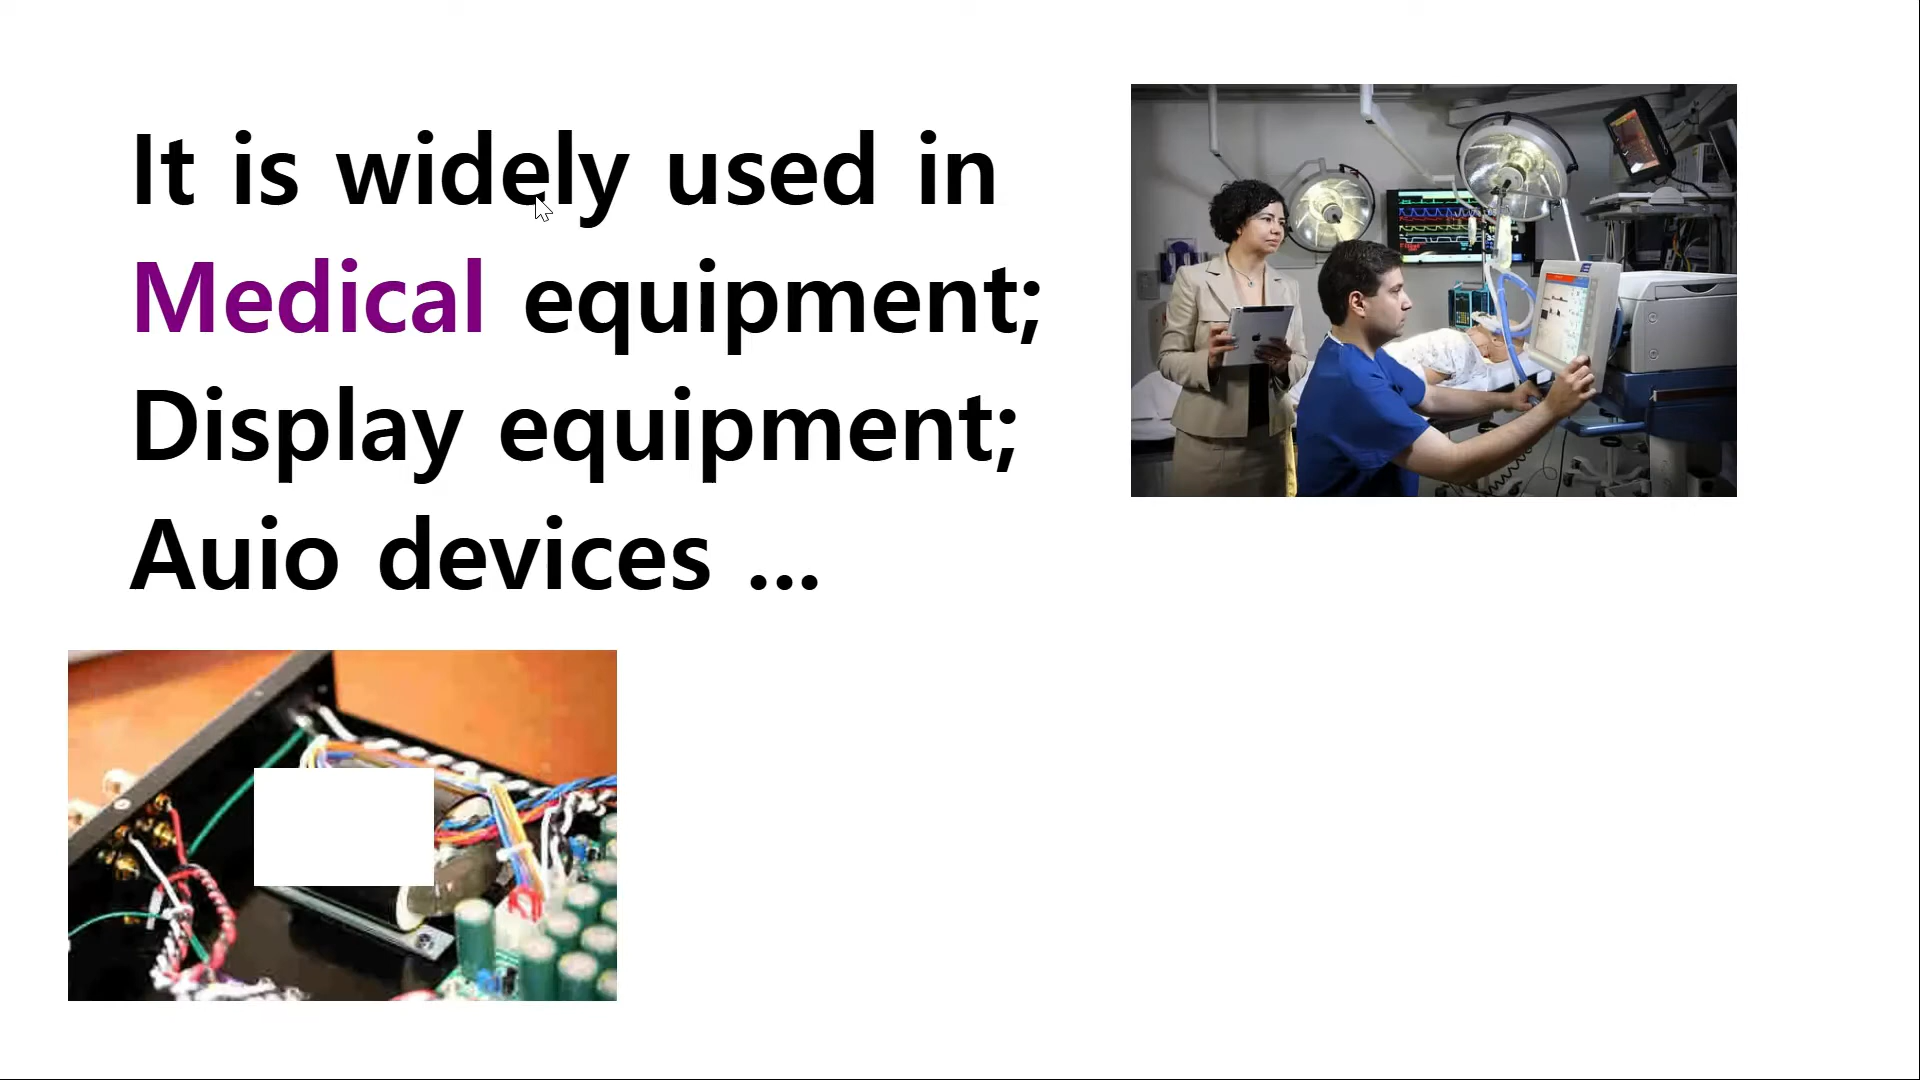 It is widely used in
Medical equipment;
Display equipment;
Auio devices ...